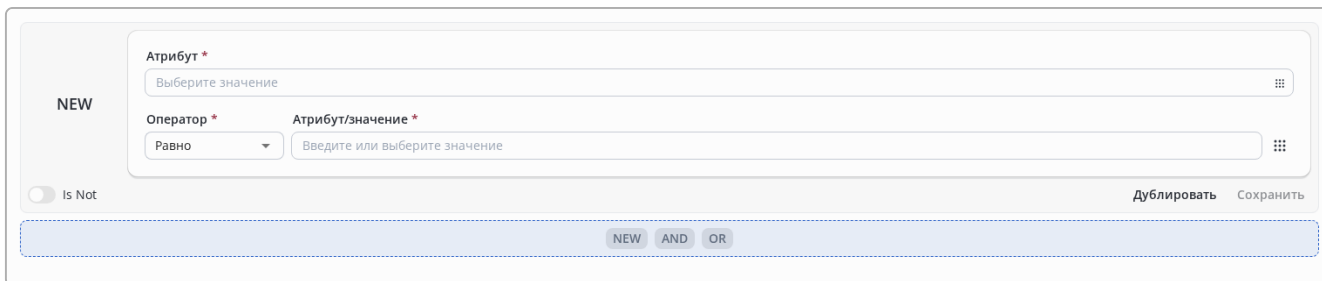 Атрибут *
Выберите значение
NEW
Оператор * Атрибут/значение *
Равно Введите или выберите значение
Is Not Дублировать Сохранить
NEW AND OR